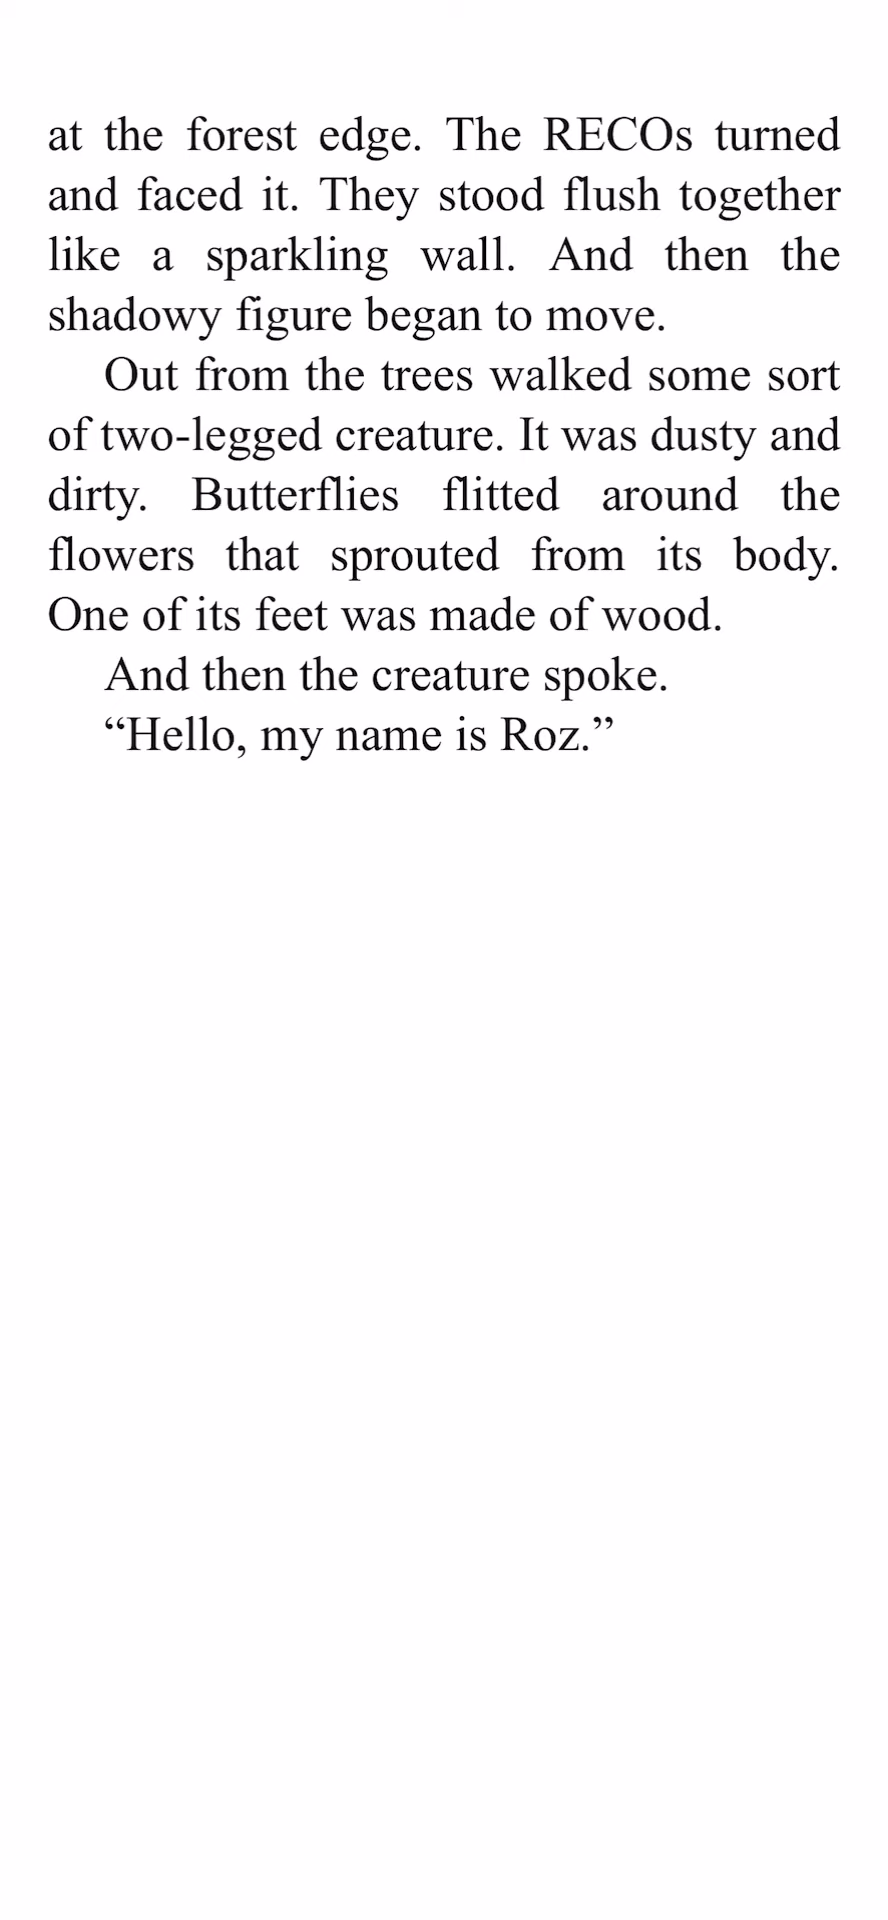 at the forest edge. The RECOs turned
and faced it. They stood flush together
like a sparkling wall. And then the
shadowy figure began to move.
Out from the trees walked some sort
of two-legged creature. It was dusty and
dirty. Butterflies flitted around the
flowers that sprouted from its body.
One of its feet was made of wood.
And then the creature spoke.
“Hello, my name is Roz.”